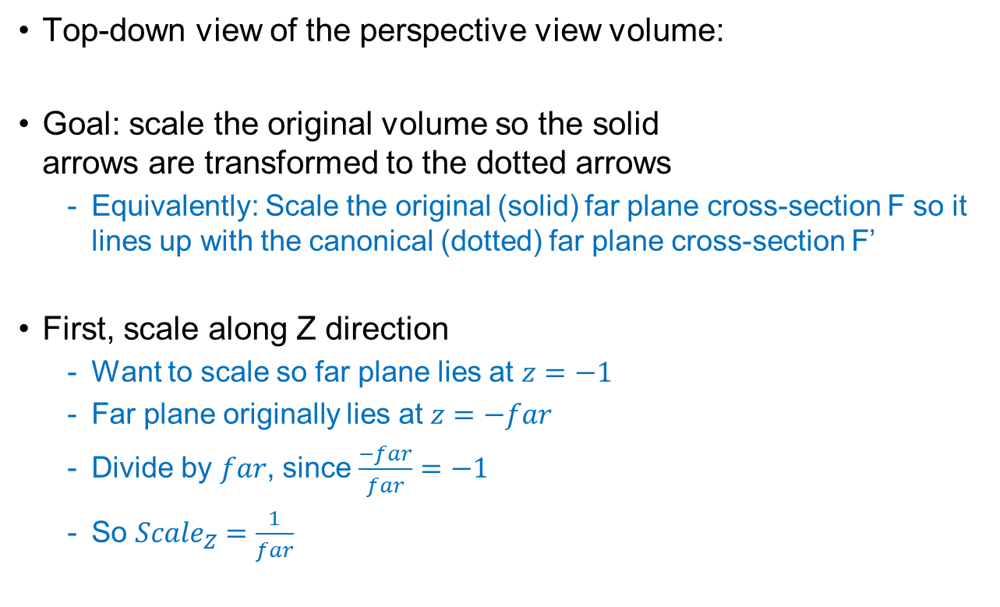 • Top-down view of the perspective view volume:
• Goal: scale the original volume so the solid
arrows are transformed to the dotted arrows
- Equivalently: Scale the original (solid) far plane cross-section F so it
lines up with the canonical (dotted) far plane cross-section F’
• First, scale along Z direction
- Want to scale so far plane lies at z = −1
- Far plane originally lies at z = −far
- Divide by far, since −far/far = −1
- So Scale_Z = 1/far